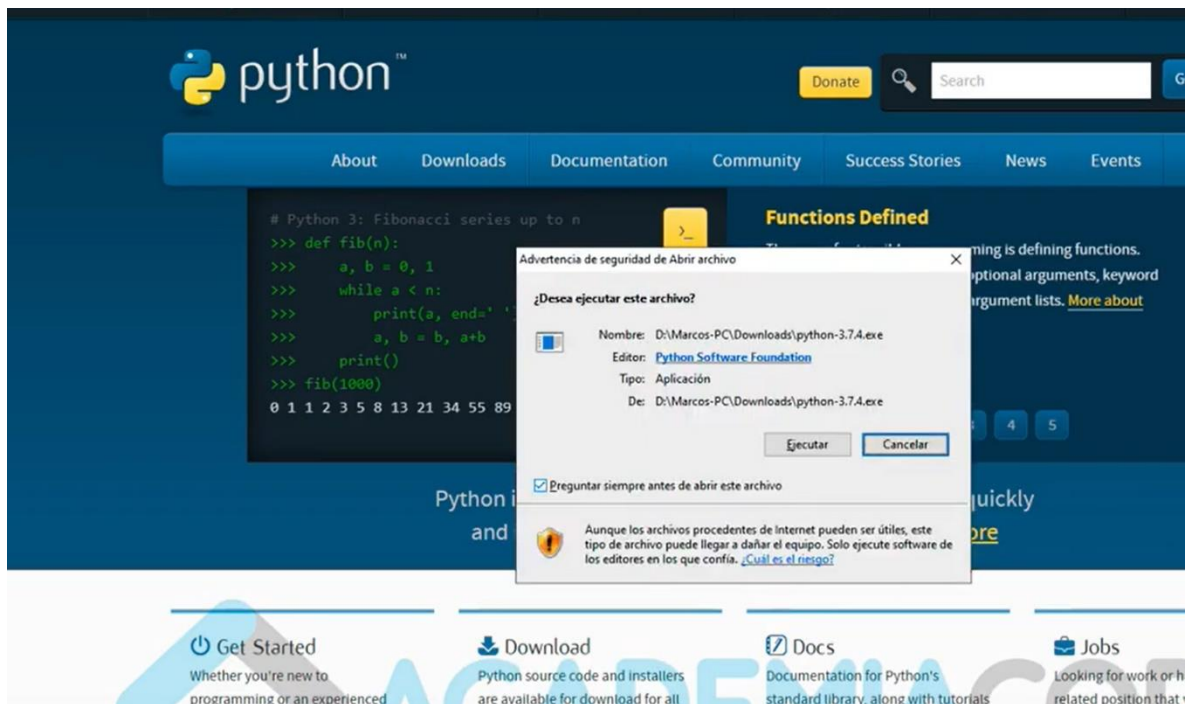 python™
Donate
Search
About Downloads Documentation Community Success Stories News Events
# Python 3: Fibonacci series up to n
>>> def fib(n):
>>> a, b = 0, 1
>>> while a < n:
>>> print(a, end=' ')
>>> a, b = b, a+b
>>> print()
>>> fib(1000)
0 1 1 2 3 5 8 13 21 34 55 89
>_
Functions Defined
ming is defining functions.
ptional arguments, keyword
rgument lists. More about
4 5
Advertencia de seguridad de Abrir archivo
¿Desea ejecutar este archivo?
Nombre: D:\Marcos-PC\Downloads\python-3.7.4.exe
Editor: Python Software Foundation
Tipo: Aplicación
De: D:\Marcos-PC\Downloads\python-3.7.4.exe
Ejecutar Cancelar
Preguntar siempre antes de abrir este archivo
Aunque los archivos procedentes de Internet pueden ser útiles, este
tipo de archivo puede llegar a dañar el equipo. Solo ejecute software de
los editores en los que confía. ¿Cuál es el riesgo?
Python i
quickly
and
ore
Get Started
Whether you're new to
programming or an experienced
Download
Python source code and installers
are available for download for all
Docs
Documentation for Python's
standard library, along with tutorials
Jobs
Looking for work or h
related position that
ACADEMIA